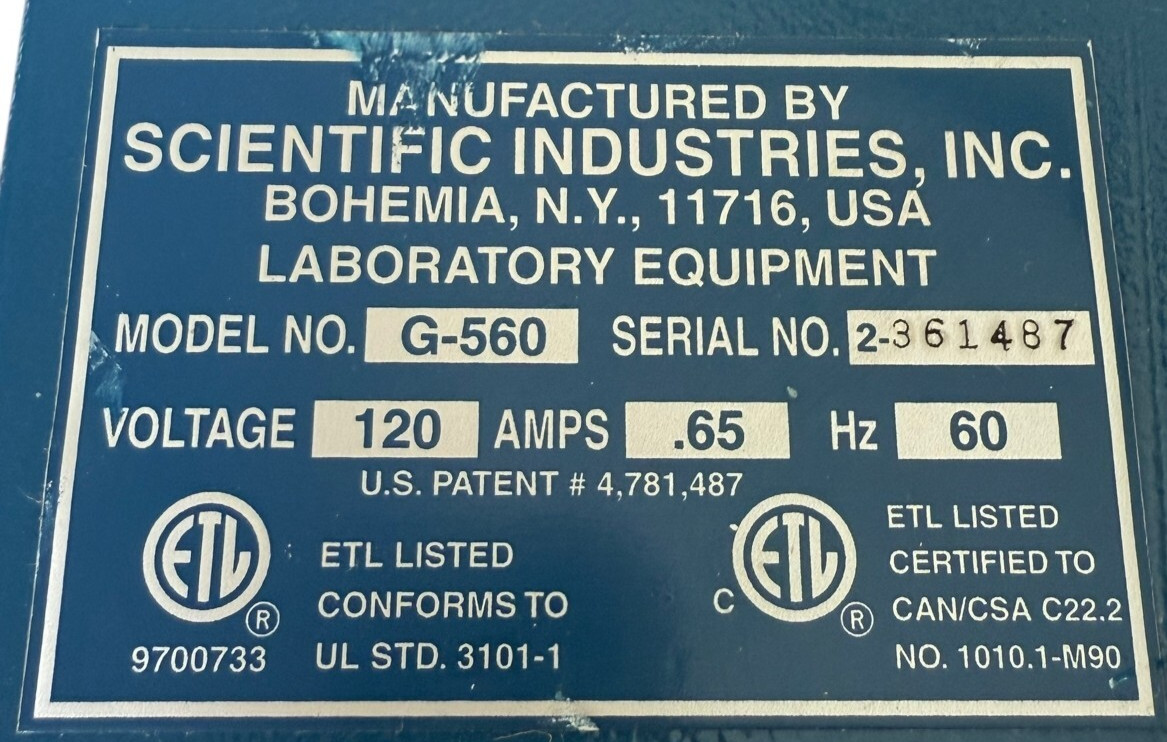 MANUFACTURED BY
SCIENTIFIC INDUSTRIES, INC.
BOHEMIA, N.Y., 11716, USA
LABORATORY EQUIPMENT
MODEL NO. G-560 SERIAL NO. 2-361487
VOLTAGE 120 AMPS .65 Hz 60
U.S. PATENT # 4,781,487
ETL ®
9700733
ETL LISTED
CONFORMS TO
UL STD. 3101-1
C ETL ®
ETL LISTED
CERTIFIED TO
CAN/CSA C22.2
NO. 1010.1-M90